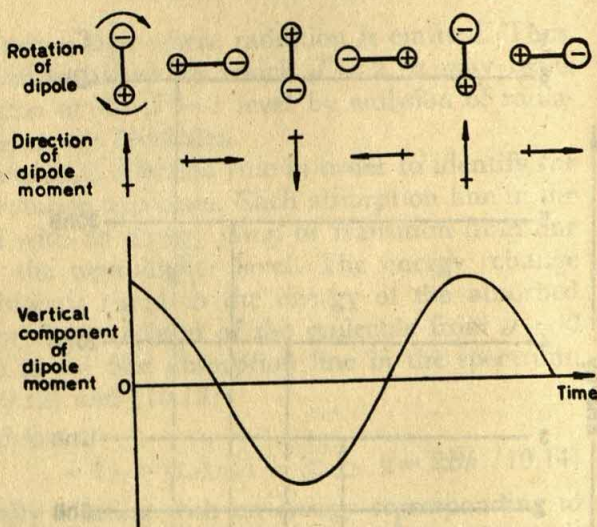 Rotation
of
dipole
− − + − +
+ − − + + −
+
Direction
of
dipole
moment
Vertical
component
of
dipole
moment
0
Time